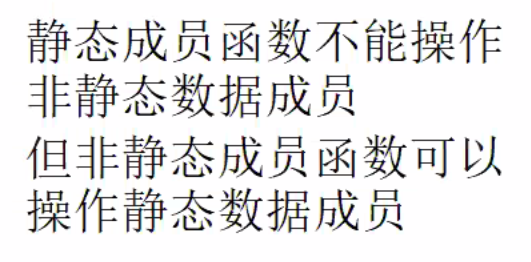 静态成员函数不能操作
非静态数据成员
但非静态成员函数可以
操作静态数据成员